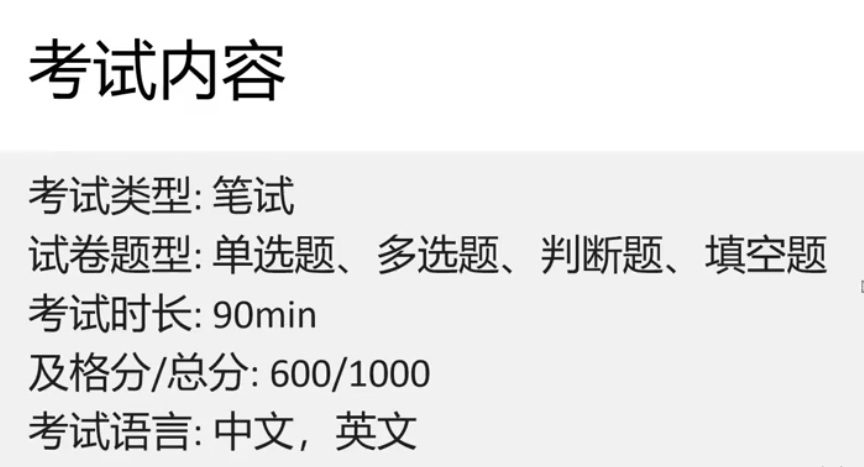 考试内容
考试类型: 笔试
试卷题型: 单选题、多选题、判断题、填空题
考试时长: 90min
及格分/总分: 600/1000
考试语言: 中文，英文